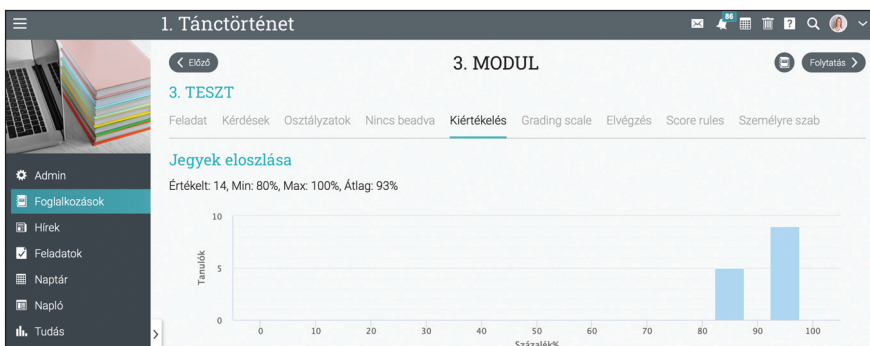 1. Tánctörténet
86
Előző
3. MODUL
Folytatás
3. TESZT
Feladat Kérdések Osztályzatok Nincs beadva Kiértékelés Grading scale Elvégzés Score rules Személyre szab
Jegyek eloszlása
Értékelt: 14, Min: 80%, Max: 100%, Átlag: 93%
Admin
Foglalkozások
Hírek
Feladatok
Naptár
Napló
Tudás
10
5
0
Tanulók
0 10 20 30 40 50 60 70 80 90 100
Százalék%